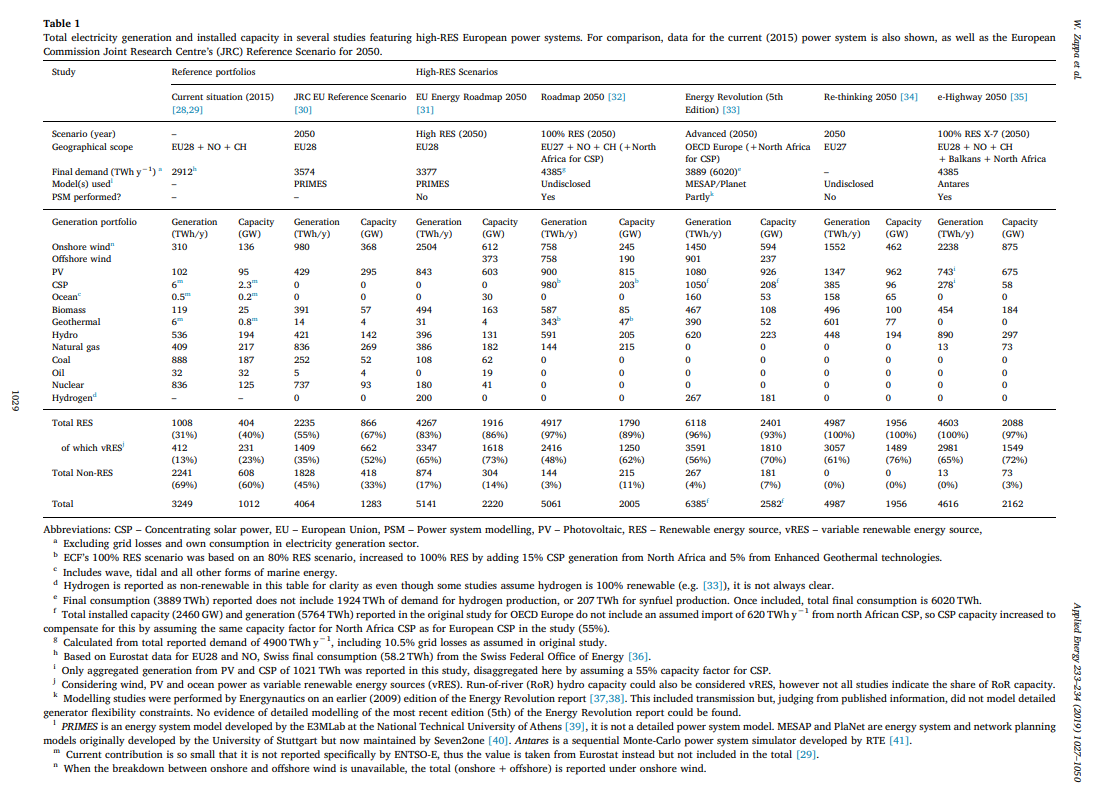 Table 1
Total electricity generation and installed capacity in several studies featuring high-RES European power systems. For comparison, data for the current (2015) power system is also shown, as well as the European
Commission Joint Research Centre's (JRC) Reference Scenario for 2050.
Study Reference portfolios High-RES Scenarios
Current situation (2015) JRC EU Reference Scenario EU Energy Roadmap 2050 Roadmap 2050 [32] Energy Revolution (5th Re-thinking 2050 [34] e-Highway 2050 [35]
[28,29] [30] [31] Edition) [33]
Scenario (year) – 2050 High RES (2050) 100% RES (2050) Advanced (2050) 2050 100% RES X-7 (2050)
Geographical scope EU28 + NO + CH EU28 EU28 EU27 + NO + CH (+North OECD Europe (+North Africa EU27 EU28 + NO + CH
Africa for CSP) for CSP) + Balkans + North Africa
Final demand (TWh y−1) a 2912h 3574 3377 4385g 3889 (6020)e – 4385
Model(s) usedl – PRIMES PRIMES Undisclosed MESAP/Planet Undisclosed Antares
PSM performed? – – No Yes Partlyk No Yes
Generation portfolio Generation Capacity Generation Capacity Generation Capacity Generation Capacity Generation Capacity Generation Capacity Generation Capacity
(TWh/y) (GW) (TWh/y) (GW) (TWh/y) (GW) (TWh/y) (GW) (TWh/y) (GW) (TWh/y) (GW) (TWh/y) (GW)
Onshore windn 310 136 980 368 2504 612 758 245 1450 594 1552 462 2238 875
Offshore wind 373 758 190 901 237
PV 102 95 429 295 843 603 900 815 1080 926 1347 962 743i 675
CSP 6m 2.3m 0 0 0 0 980b 203b 1050f 208f 385 96 278i 58
Oceanc 0.5m 0.2m 0 0 0 30 0 0 160 53 158 65 0 0
Biomass 119 25 391 57 494 163 587 85 467 108 496 100 454 184
Geothermal 6m 0.8m 14 4 31 4 343b 47b 390 52 601 77 0 0
Hydro 536 194 421 142 396 131 591 205 620 223 448 194 890 297
Natural gas 409 217 836 269 386 182 144 215 0 0 0 0 13 73
Coal 888 187 252 52 108 62 0 0 0 0 0 0 0 0
Oil 32 32 5 4 0 19 0 0 0 0 0 0 0 0
Nuclear 836 125 737 93 180 41 0 0 0 0 0 0 0 0
Hydrogend – – 0 0 200 0 0 267 181 0 0 0 0
Total RES 1008 404 2235 866 4267 1916 4917 1790 6118 2401 4987 1956 4603 2088
(31%) (40%) (55%) (67%) (83%) (86%) (97%) (89%) (96%) (93%) (100%) (100%) (100%) (97%)
of which vRESj 412 231 1409 662 3347 1618 2416 1250 3591 1810 3057 1489 2981 1549
(13%) (23%) (35%) (52%) (65%) (73%) (48%) (62%) (56%) (70%) (61%) (76%) (65%) (72%)
Total Non-RES 2241 608 1828 418 874 304 144 215 267 181 0 0 13 73
(69%) (60%) (45%) (33%) (17%) (14%) (3%) (11%) (4%) (7%) (0%) (0%) (0%) (3%)
Total 3249 1012 4064 1283 5141 2220 5061 2005 6385f 2582f 4987 1956 4616 2162
Abbreviations: CSP – Concentrating solar power, EU – European Union, PSM – Power system modelling, PV – Photovoltaic, RES – Renewable energy source, vRES – variable renewable energy source,
a Excluding grid losses and own consumption in electricity generation sector.
b ECF's 100% RES scenario was based on an 80% RES scenario, increased to 100% RES by adding 15% CSP generation from North Africa and 5% from Enhanced Geothermal technologies.
c Includes wave, tidal and all other forms of marine energy.
d Hydrogen is reported as non-renewable in this table for clarity as even though some studies assume hydrogen is 100% renewable (e.g. [33]), it is not always clear.
e Final consumption (3889 TWh) reported does not include 1924 TWh of demand for hydrogen production, or 207 TWh for synfuel production. Once included, total final consumption is 6020 TWh.
f Total installed capacity (2460 GW) and generation (5764 TWh) reported in the original study for OECD Europe do not include an assumed import of 620 TWh y−1 from north African CSP, so CSP capacity increased to
compensate for this by assuming the same capacity factor for North Africa CSP as for European CSP in the study (55%).
g Calculated from total reported demand of 4900 TWh y−1, including 10.5% grid losses as assumed in original study.
h Based on Eurostat data for EU28 and NO, Swiss final consumption (58.2 TWh) from the Swiss Federal Office of Energy [36].
i Only aggregated generation from PV and CSP of 1021 TWh was reported in this study, disaggregated here by assuming a 55% capacity factor for CSP.
j Considering wind, PV and ocean power as variable renewable energy sources (vRES). Run-of-river (RoR) hydro capacity could also be considered vRES, however not all studies indicate the share of RoR capacity.
k Modelling studies were performed by Energynautics on an earlier (2009) edition of the Energy Revolution report [37,38]. This included transmission but, judging from published information, did not model detailed
generator flexibility constraints. No evidence of detailed modelling of the most recent edition (5th) of the Energy Revolution report could be found.
l PRIMES is an energy system model developed by the E3MLab at the National Technical University of Athens [39], it is not a detailed power system model. MESAP and PlaNet are energy system and network planning
models originally developed by the University of Stuttgart but now maintained by Seven2one [40]. Antares is a sequential Monte-Carlo power system simulator developed by RTE [41].
m Current contribution is so small that it is not reported specifically by ENTSO-E, thus the value is taken from Eurostat instead but not included in the total [29].
n When the breakdown between onshore and offshore wind is unavailable, the total (onshore + offshore) is reported under onshore wind.
1029
W. Zappa et al.
Applied Energy 233–234 (2019) 1027–1050